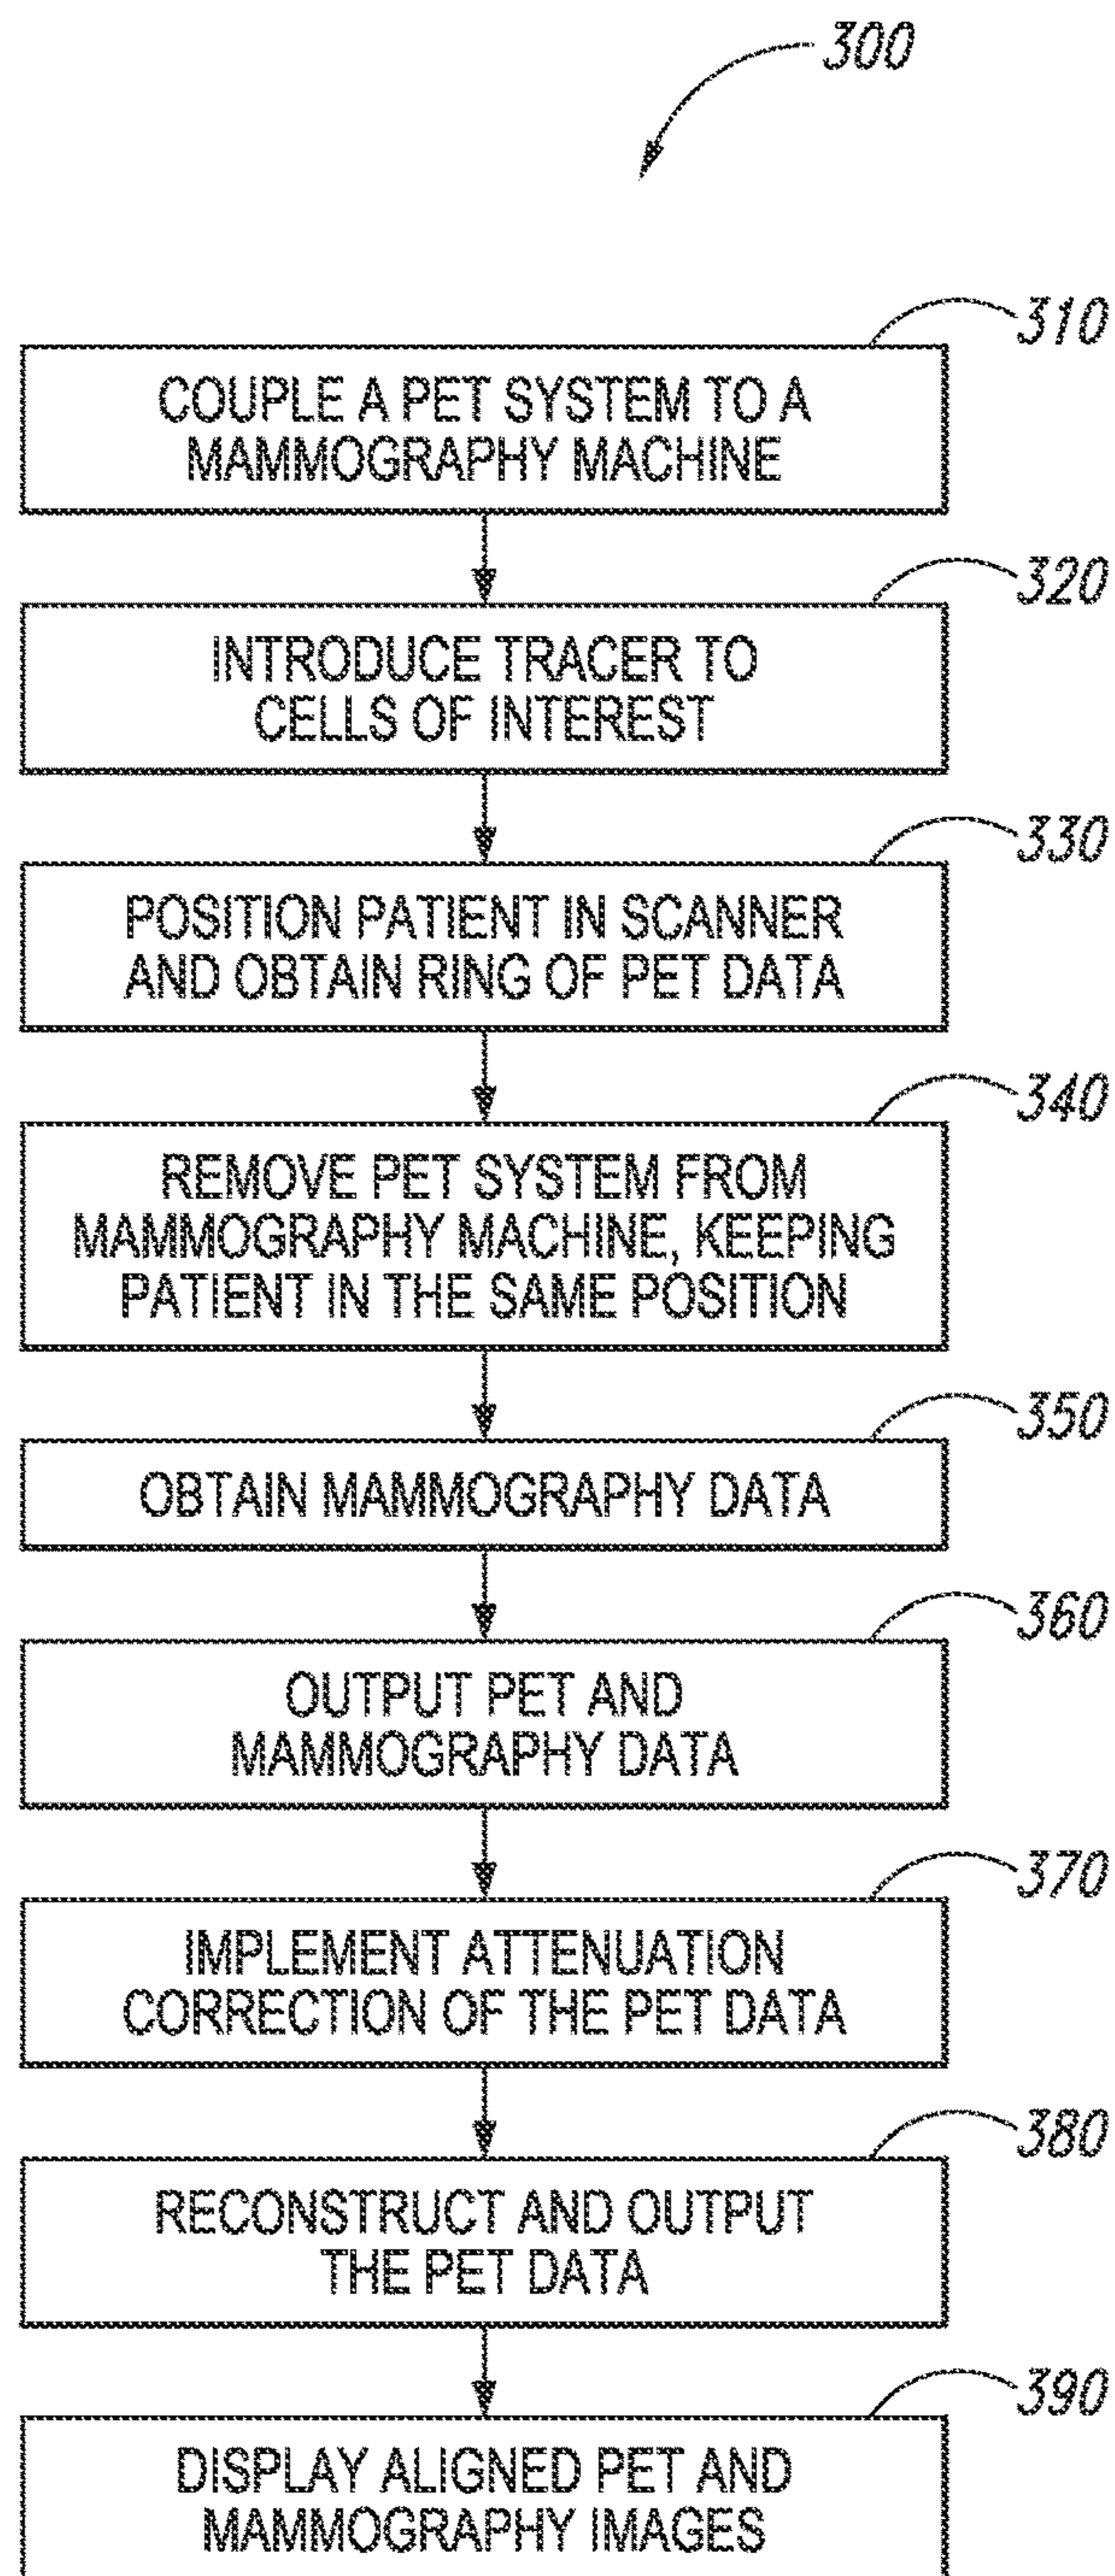 300
310
COUPLE A PET SYSTEM TO A
MAMMOGRAPHY MACHINE
320
INTRODUCE TRACER TO
CELLS OF INTEREST
330
POSITION PATIENT IN SCANNER
AND OBTAIN RING OF PET DATA
340
REMOVE PET SYSTEM FROM
MAMMOGRAPHY MACHINE, KEEPING
PATIENT IN THE SAME POSITION
350
OBTAIN MAMMOGRAPHY DATA
360
OUTPUT PET AND
MAMMOGRAPHY DATA
370
IMPLEMENT ATTENUATION
CORRECTION OF THE PET DATA
380
RECONSTRUCT AND OUTPUT
THE PET DATA
390
DISPLAY ALIGNED PET AND
MAMMOGRAPHY IMAGES